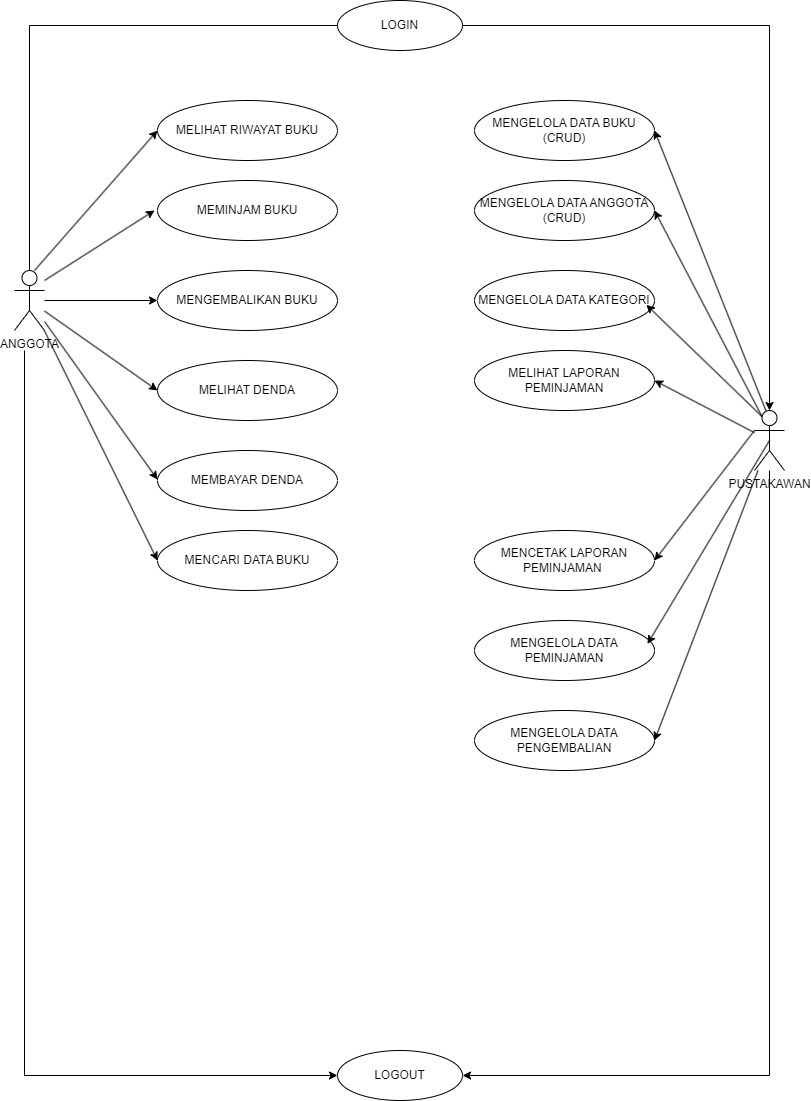 LOGIN
MELIHAT RIWAYAT BUKU
MEMINJAM BUKU
MENGEMBALIKAN BUKU
ANGGOTA
MELIHAT DENDA
MEMBAYAR DENDA
MENCARI DATA BUKU
MENGELOLA DATA BUKU
(CRUD)
MENGELOLA DATA ANGGOTA
(CRUD)
MENGELOLA DATA KATEGORI
MELIHAT LAPORAN
PEMINJAMAN
PUSTAKAWAN
MENCETAK LAPORAN
PEMINJAMAN
MENGELOLA DATA
PEMINJAMAN
MENGELOLA DATA
PENGEMBALIAN
LOGOUT